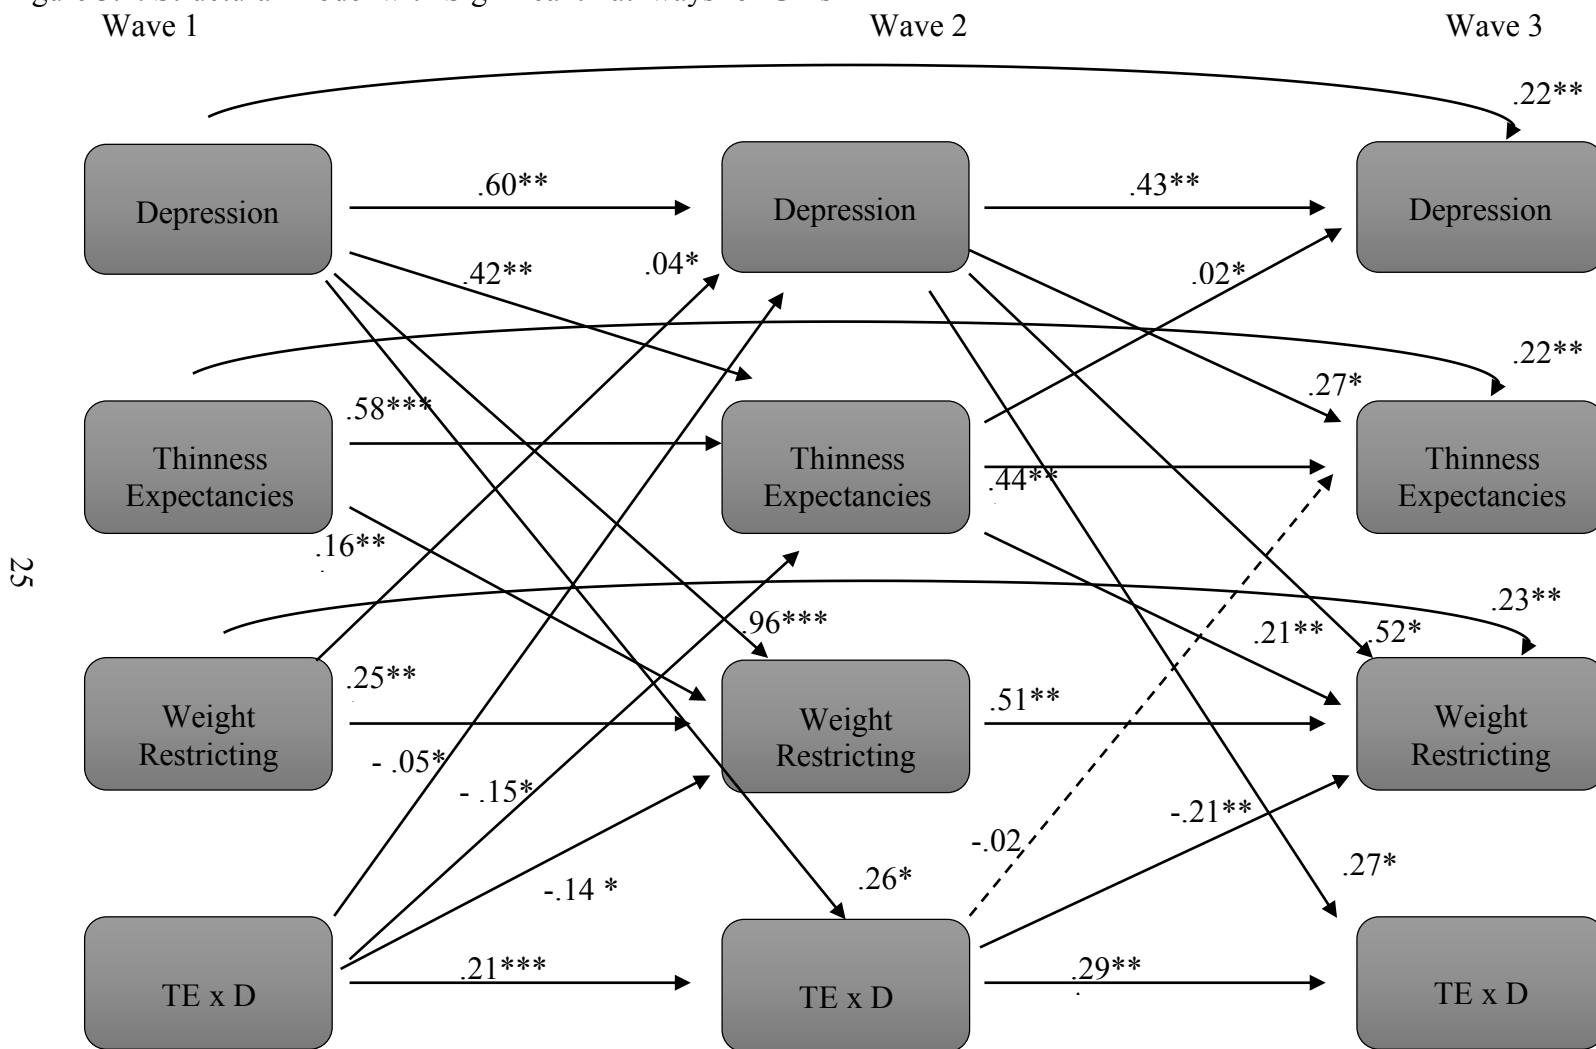 Wave 1
Wave 2
Wave 3
.22**
Depression
.60**
Depression
.43**
Depression
.42**
.04*
.02*
.22**
.27*
.58***
Thinness
Expectancies
Thinness
Expectancies
.44**
Thinness
Expectancies
.16**
25
.96***
.23**
.21**
.52*
.25**
Weight
Restricting
Weight
Restricting
.51**
Weight
Restricting
- .05*
- .15*
-.21**
-.02
-.14 *
.26*
.27*
TE x D
.21***
TE x D
.29**
TE x D